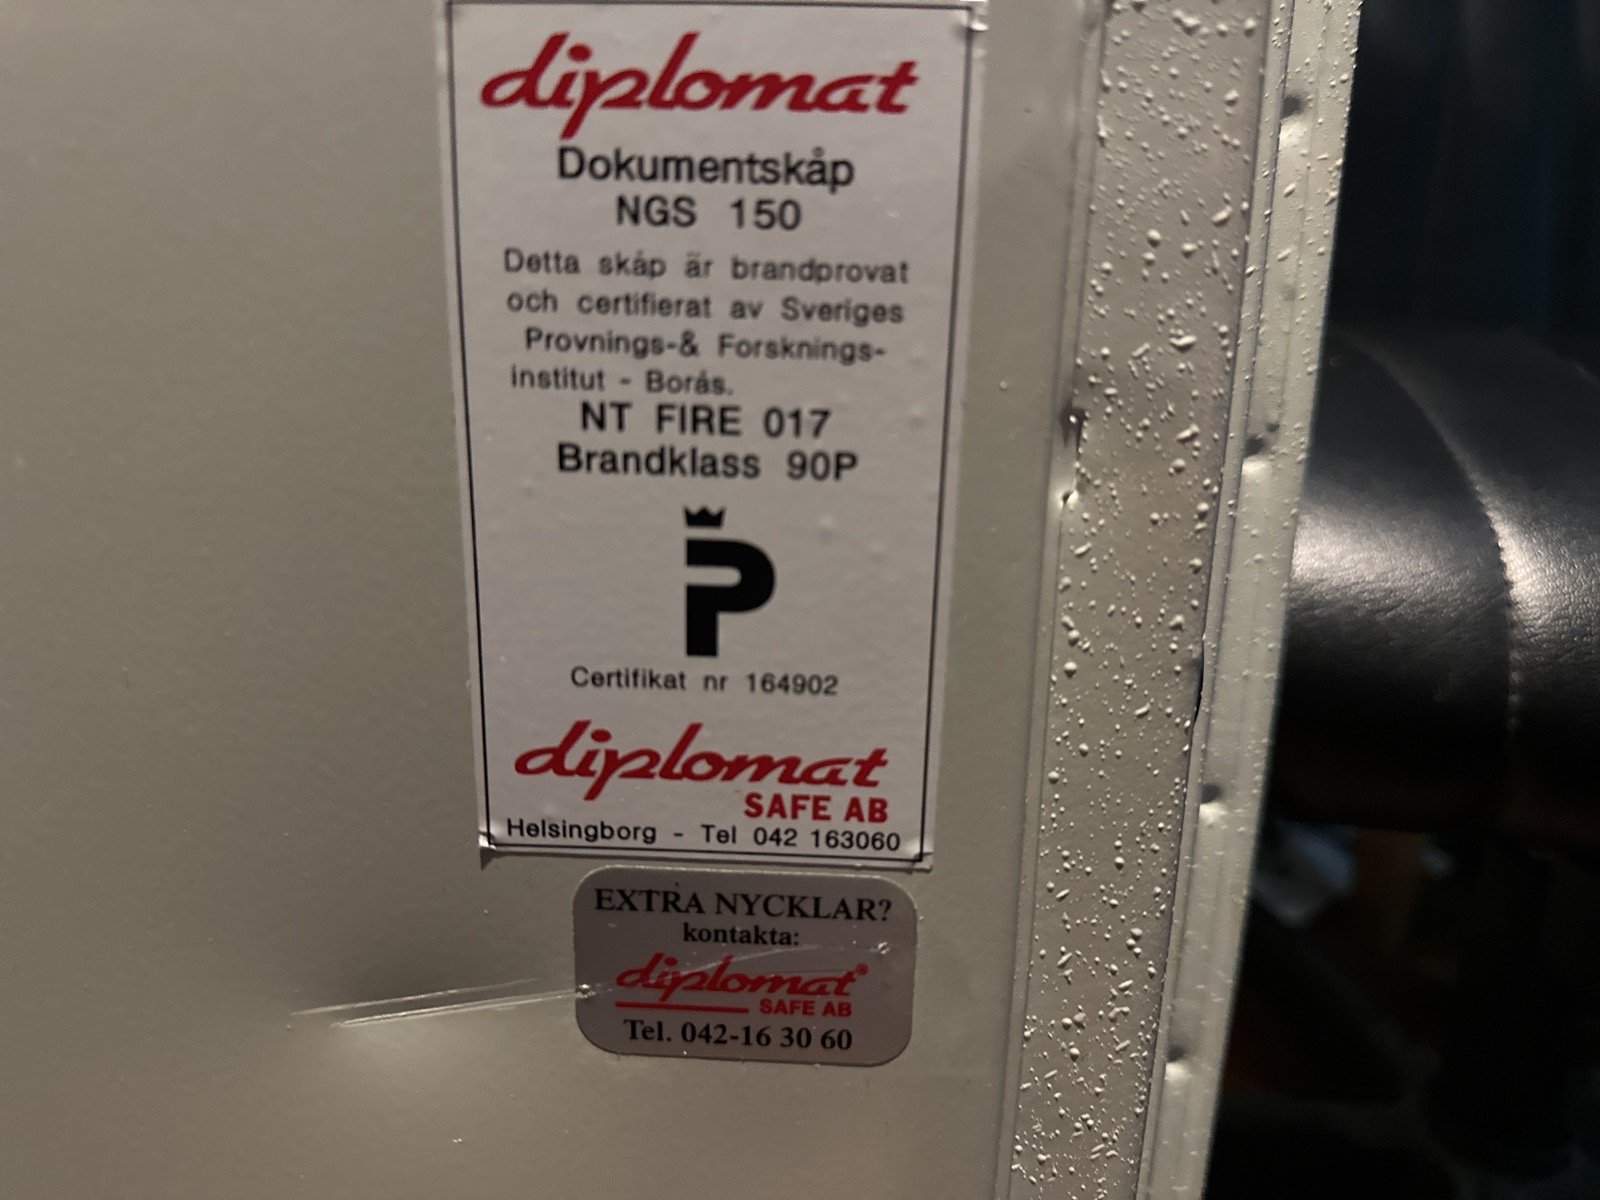 diplomat
Dokumentskåp
NGS 150
Detta skåp är brandprovat
och certifierat av Sveriges
Provnings-& Forsknings-
institut - Borås.
NT FIRE 017
Brandklass 90P
P
Certifikat nr 164902
diplomat
SAFE AB
Helsingborg - Tel 042 163060
EXTRA NYCKLAR?
kontakta:
diplomat®
SAFE AB
Tel. 042-16 30 60